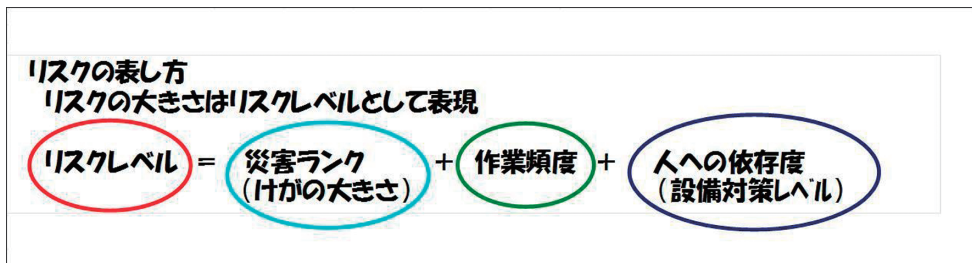 リスクの表し方
リスクの大きさはリスクレベルとして表現
リスクレベル = 災害ランク + 作業頻度 + 人への依存度
(けがの大きさ) (設備対策レベル)